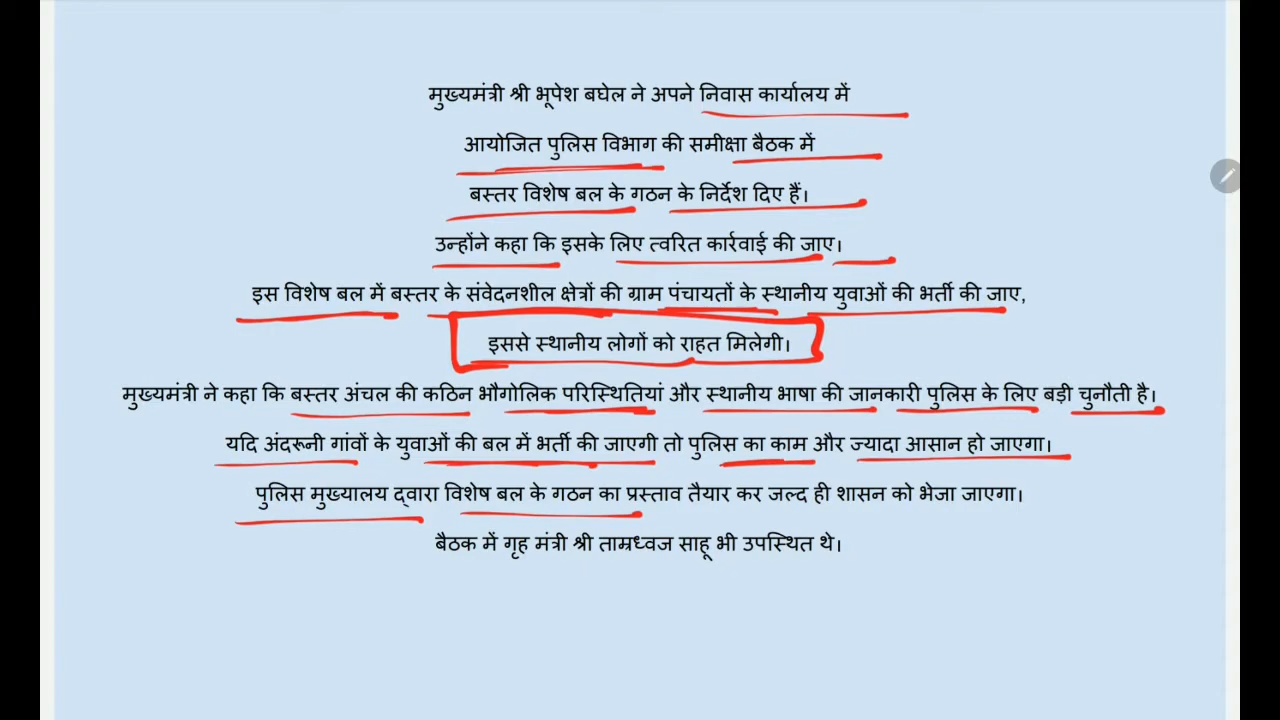 मुख्यमंत्री श्री भूपेश बघेल ने अपने निवास कार्यालय में
आयोजित पुलिस विभाग की समीक्षा बैठक में
बस्तर विशेष बल के गठन के निर्देश दिए हैं।
उन्होंने कहा कि इसके लिए त्वरित कार्रवाई की जाए।
इस विशेष बल में बस्तर के संवेदनशील क्षेत्रों की ग्राम पंचायतों के स्थानीय युवाओं की भर्ती की जाए,
इससे स्थानीय लोगों को राहत मिलेगी।
मुख्यमंत्री ने कहा कि बस्तर अंचल की कठिन भौगोलिक परिस्थितियां और स्थानीय भाषा की जानकारी पुलिस के लिए बड़ी चुनौती है।
यदि अंदरूनी गांवों के युवाओं की बल में भर्ती की जाएगी तो पुलिस का काम और ज्यादा आसान हो जाएगा।
पुलिस मुख्यालय द्वारा विशेष बल के गठन का प्रस्ताव तैयार कर जल्द ही शासन को भेजा जाएगा।
बैठक में गृह मंत्री श्री ताम्रध्वज साहू भी उपस्थित थे।